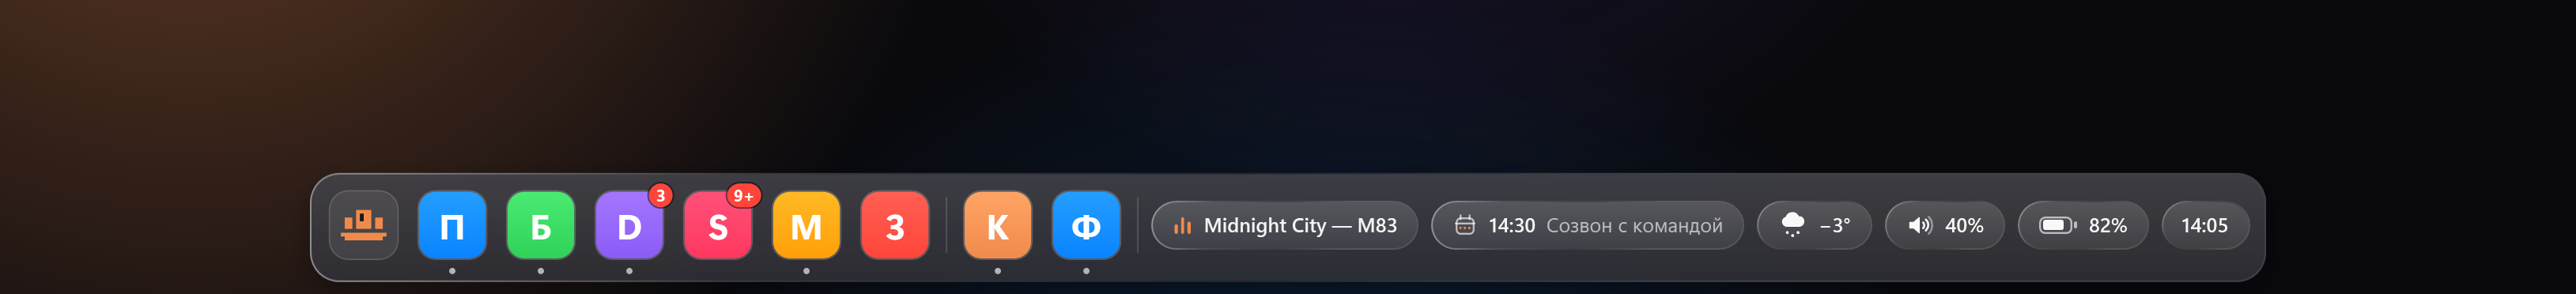 П Б D 3 S 9+ М З К Ф Midnight City — M83 14:30 Созвон с командой −3° 40% 82% 14:05